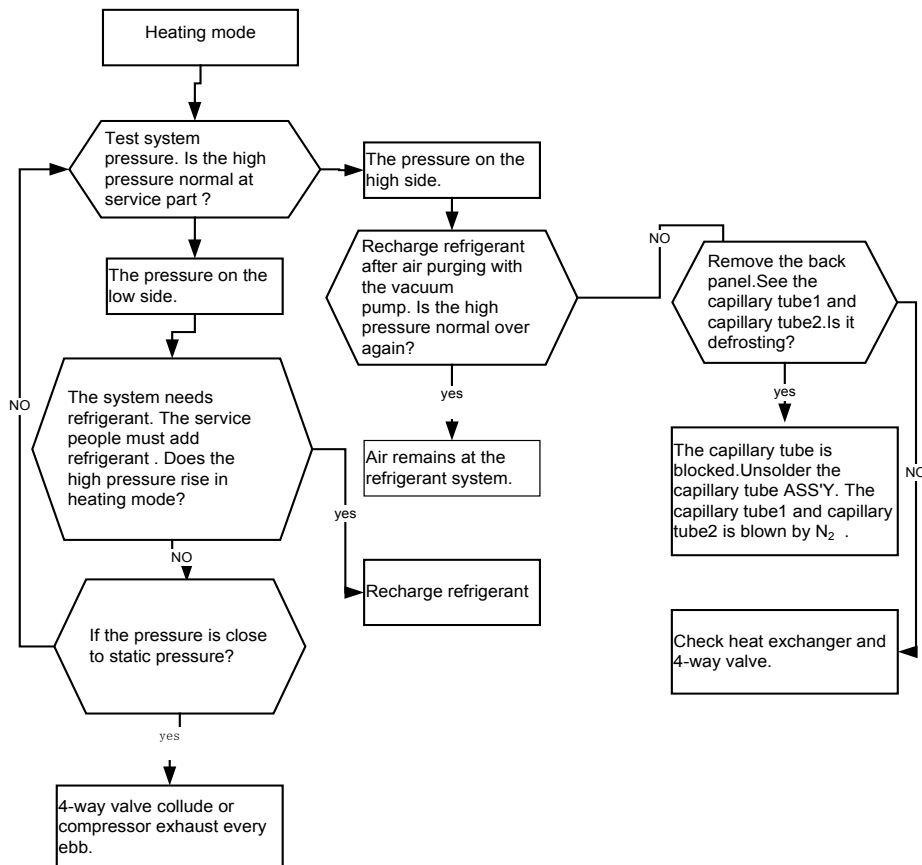 Heating mode
Test system
pressure. Is the high
pressure normal at
service part ?
The pressure on the
high side.
The pressure on the
low side.
Recharge refrigerant
after air purging with
the vacuum
pump. Is the high
pressure normal over
again?
NO
Remove the back
panel.See the
capillary tube1 and
capillary tube2.Is it
defrosting?
NO
The system needs
refrigerant. The service
people must add
refrigerant . Does the
high pressure rise in
heating mode?
yes
yes
Air remains at the
refrigerant system.
The capillary tube is
blocked.Unsolder the
capillary tube ASS'Y. The
capillary tube1 and capillary
tube2 is blown by N₂ .
NO
yes
NO
Recharge refrigerant
If the pressure is close
to static pressure?
Check heat exchanger and
4-way valve.
yes
4-way valve collude or
compressor exhaust every
ebb.